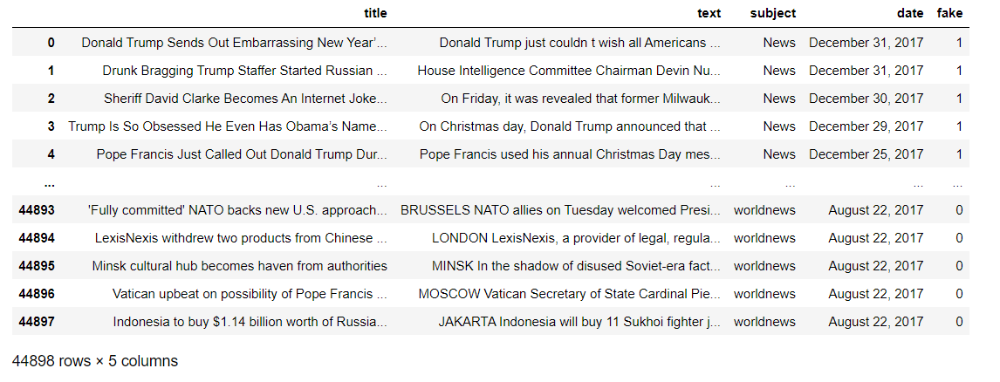 title text subject date fake
0 Donald Trump Sends Out Embarrassing New Year’... Donald Trump just couldn t wish all Americans ... News December 31, 2017 1
1 Drunk Bragging Trump Staffer Started Russian ... House Intelligence Committee Chairman Devin Nu... News December 31, 2017 1
2 Sheriff David Clarke Becomes An Internet Joke... On Friday, it was revealed that former Milwauk... News December 30, 2017 1
3 Trump Is So Obsessed He Even Has Obama’s Name... On Christmas day, Donald Trump announced that ... News December 29, 2017 1
4 Pope Francis Just Called Out Donald Trump Dur... Pope Francis used his annual Christmas Day mes... News December 25, 2017 1
... ... ... ... ... ...
44893 'Fully committed' NATO backs new U.S. approach... BRUSSELS NATO allies on Tuesday welcomed Presi... worldnews August 22, 2017 0
44894 LexisNexis withdrew two products from Chinese ... LONDON LexisNexis, a provider of legal, regula... worldnews August 22, 2017 0
44895 Minsk cultural hub becomes haven from authorities MINSK In the shadow of disused Soviet-era fact... worldnews August 22, 2017 0
44896 Vatican upbeat on possibility of Pope Francis ... MOSCOW Vatican Secretary of State Cardinal Pie... worldnews August 22, 2017 0
44897 Indonesia to buy $1.14 billion worth of Russia... JAKARTA Indonesia will buy 11 Sukhoi fighter j... worldnews August 22, 2017 0
44898 rows × 5 columns